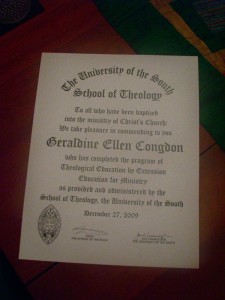 The University of the South
School of Theology
To all who have been baptised
into the ministry of Christ's Church
We take pleasure in commending to you
Geraldine Ellen Congdon
who has completed the program of
Theological Education by Extension
Education for Ministry
as provided and administered by the
School of Theology, the University of the South
December 27, 2009